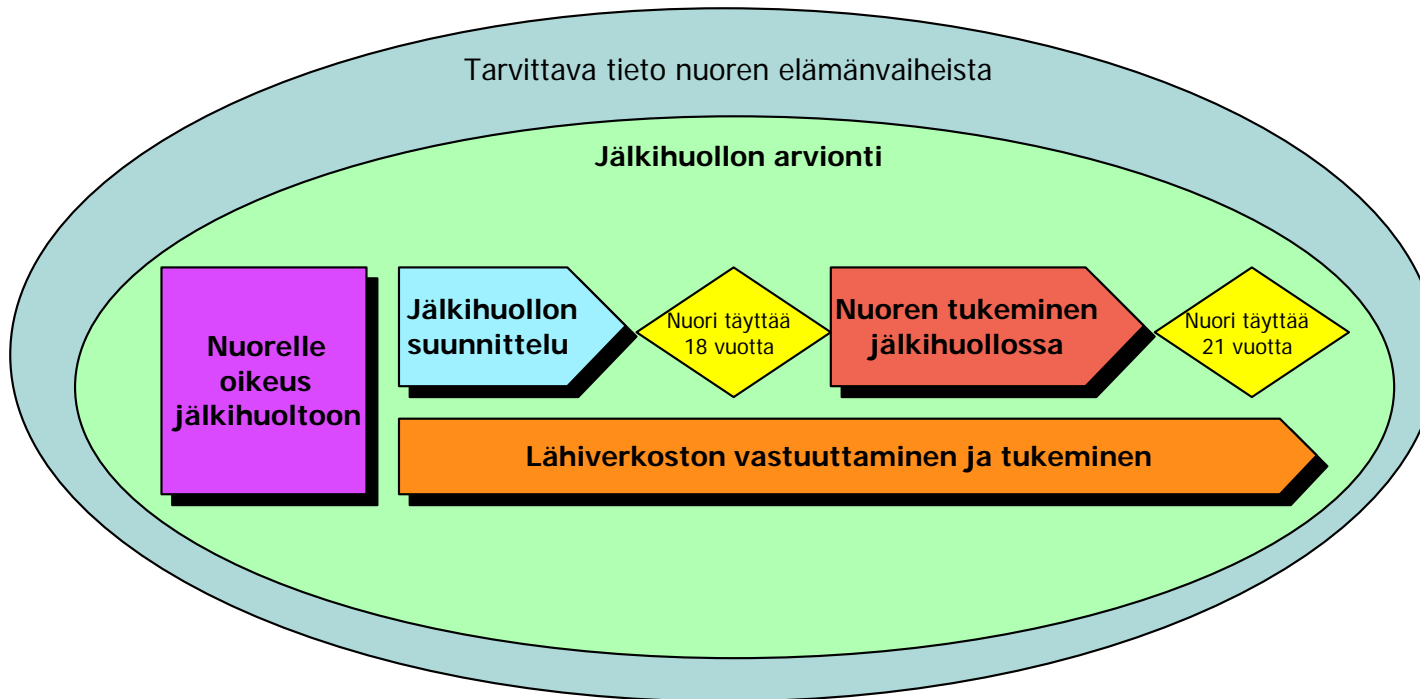 Tarvittava tieto nuoren elämänvaiheista
Jälkihuollon arvionti
Nuorelle
oikeus
jälkihuoltoon
Jälkihuollon
suunnittelu
Nuori täyttää
18 vuotta
Nuoren tukeminen
jälkihuollossa
Nuori täyttää
21 vuotta
Lähiverkoston vastuuttaminen ja tukeminen